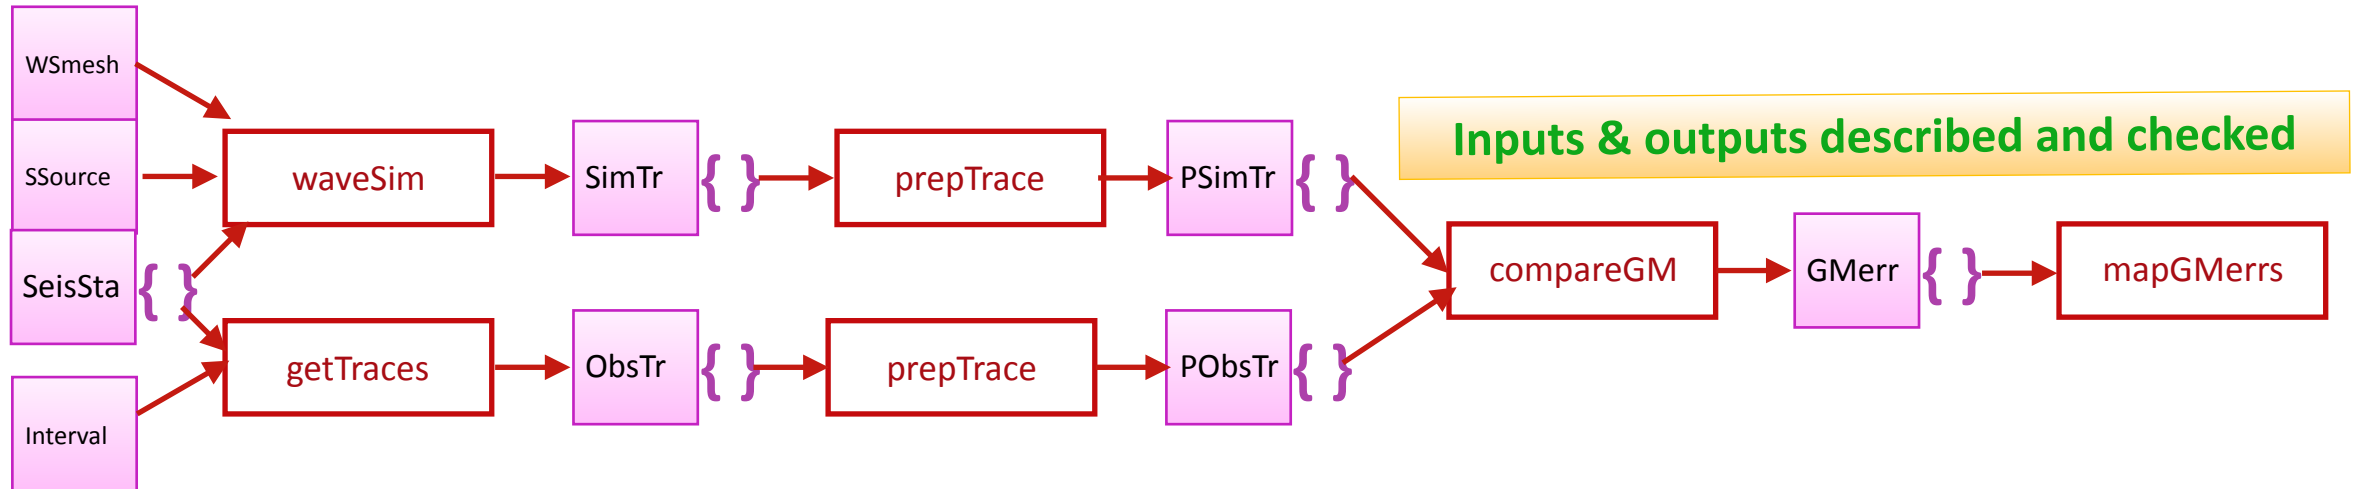 WSmesh
SSource
SeisSta { }
Interval
waveSim
getTraces
SimTr { }
ObsTr { }
prepTrace
prepTrace
PSimTr { }
PObsTr { }
Inputs & outputs described and checked
compareGM
GMerr { }
mapGMerrs